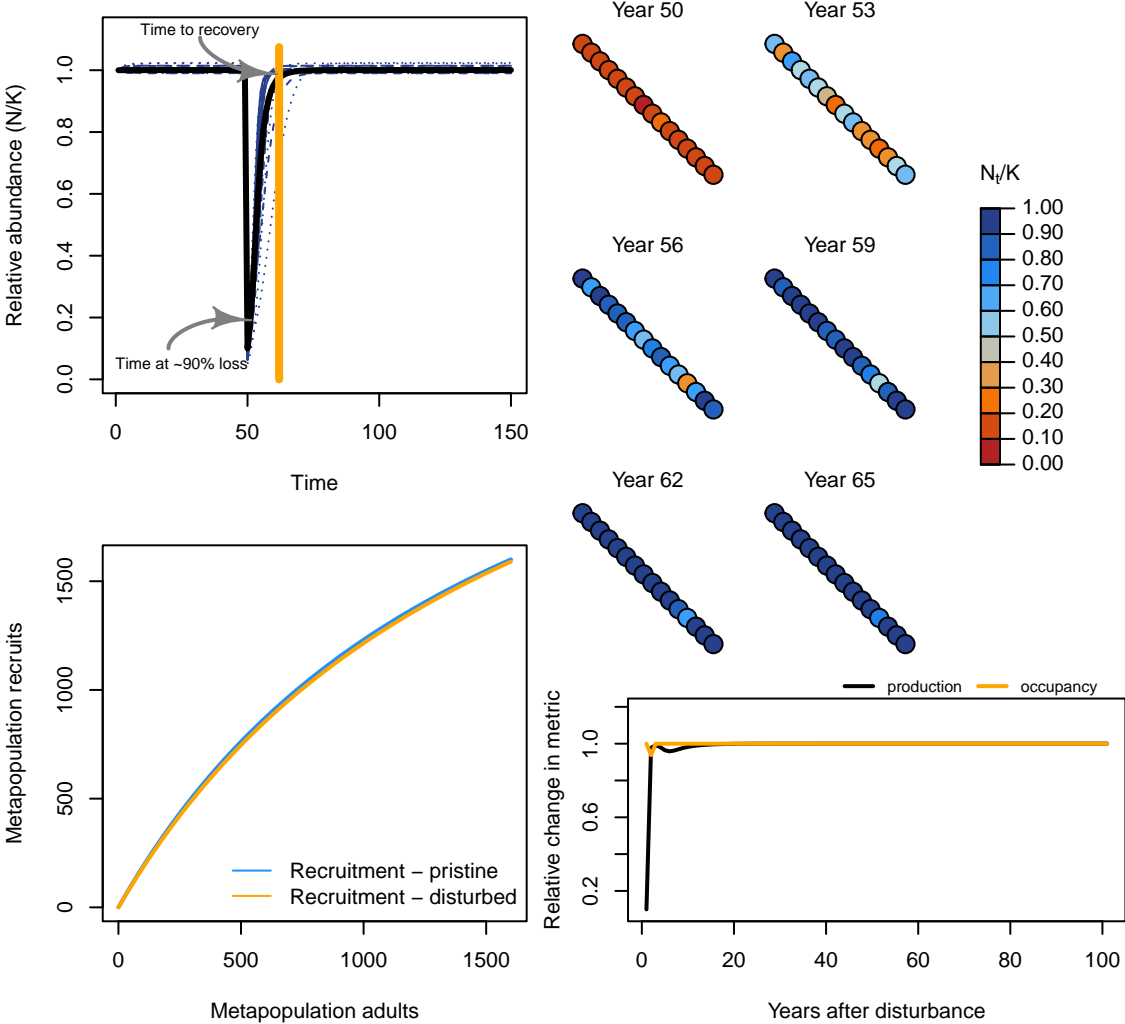 Relative abundance (N/K)
1.0
0.8
0.6
0.4
0.2
0.0
Time to recovery
Time at ~90% loss
0 50 100 150
Time
Year 50
Year 53
Year 56
Year 59
Year 62
Year 65
Nt/K
1.00
0.90
0.80
0.70
0.60
0.50
0.40
0.30
0.20
0.10
0.00
Metapopulation recruits
1500
1000
500
0
Recruitment − pristine
Recruitment − disturbed
0 500 1000 1500
Metapopulation adults
production
occupancy
Relative change in metric
1.0
0.6
0.2
0 20 40 60 80 100
Years after disturbance